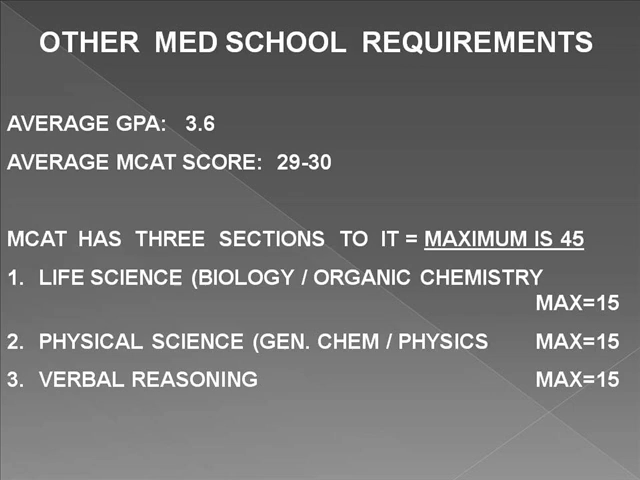 OTHER MED SCHOOL REQUIREMENTS
AVERAGE GPA: 3.6
AVERAGE MCAT SCORE: 29-30
MCAT HAS THREE SECTIONS TO IT = MAXIMUM IS 45
1. LIFE SCIENCE (BIOLOGY / ORGANIC CHEMISTRY
MAX=15
2. PHYSICAL SCIENCE (GEN. CHEM / PHYSICS MAX=15
3. VERBAL REASONING MAX=15